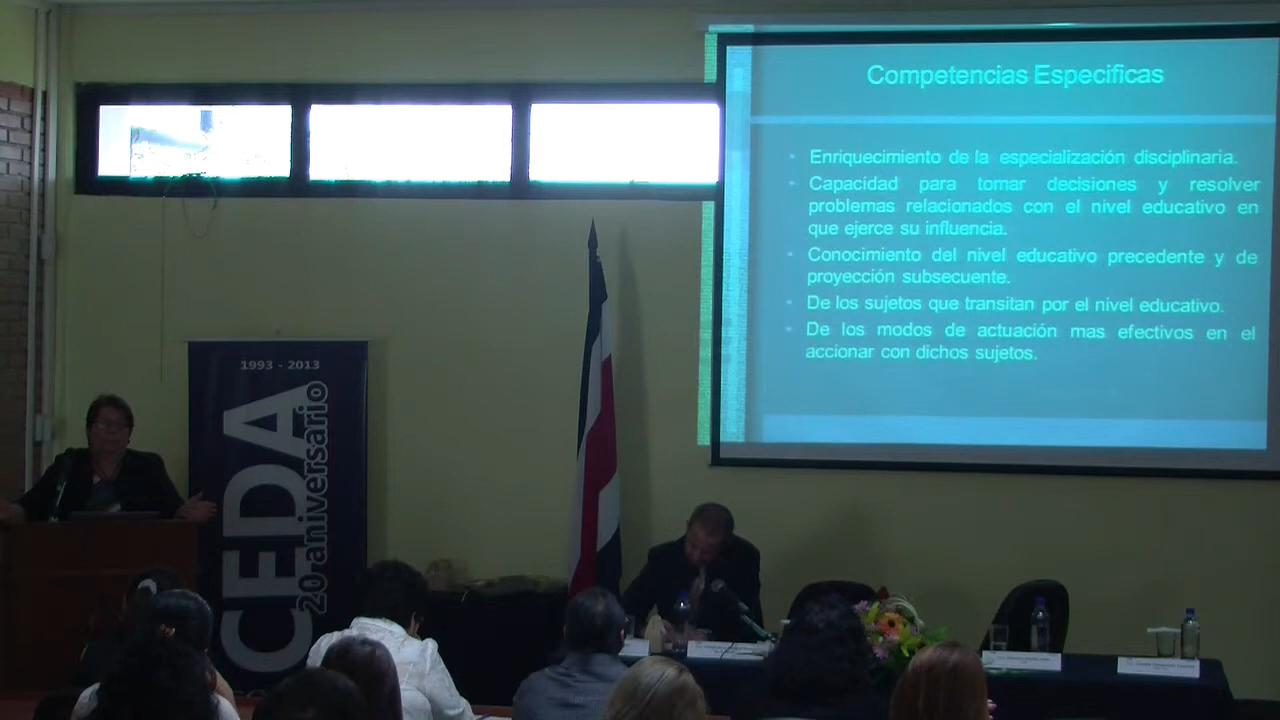 Competencias Especificas
Enriquecimiento de la especialización disciplinaria.
Capacidad para tomar decisiones y resolver
problemas relacionados con el nivel educativo en
que ejerce su influencia.
Conocimiento del nivel educativo precedente y de
proyección subsecuente.
De los sujetos que transitan por el nivel educativo.
De los modos de actuación mas efectivos en el
accionar con dichos sujetos.
1993 - 2013
CEDA
20 aniversario